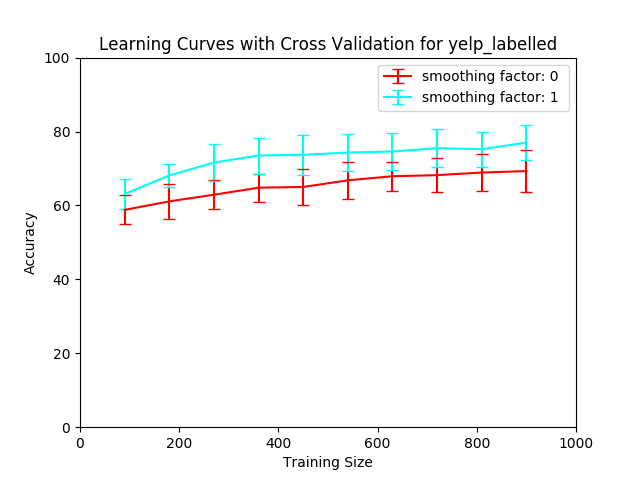 Learning Curves with Cross Validation for yelp_labelled
smoothing factor: 0
smoothing factor: 1
Accuracy
100
80
60
40
20
0
0 200 400 600 800 1000
Training Size